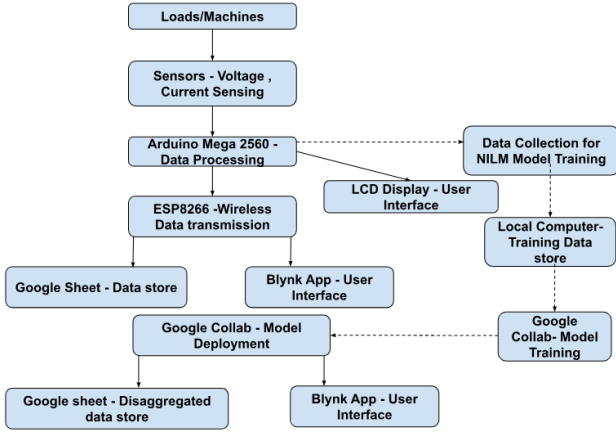 Loads/Machines
Sensors - Voltage ,
Current Sensing
Arduino Mega 2560 -
Data Processing
Data Collection for
NILM Model Training
LCD Display - User
Interface
ESP8266 -Wireless
Data transmission
Local Computer-
Training Data
store
Google Sheet - Data store
Blynk App - User
Interface
Google Collab - Model
Deployment
Google
Collab- Model
Training
Google sheet - Disaggregated
data store
Blynk App - User
Interface